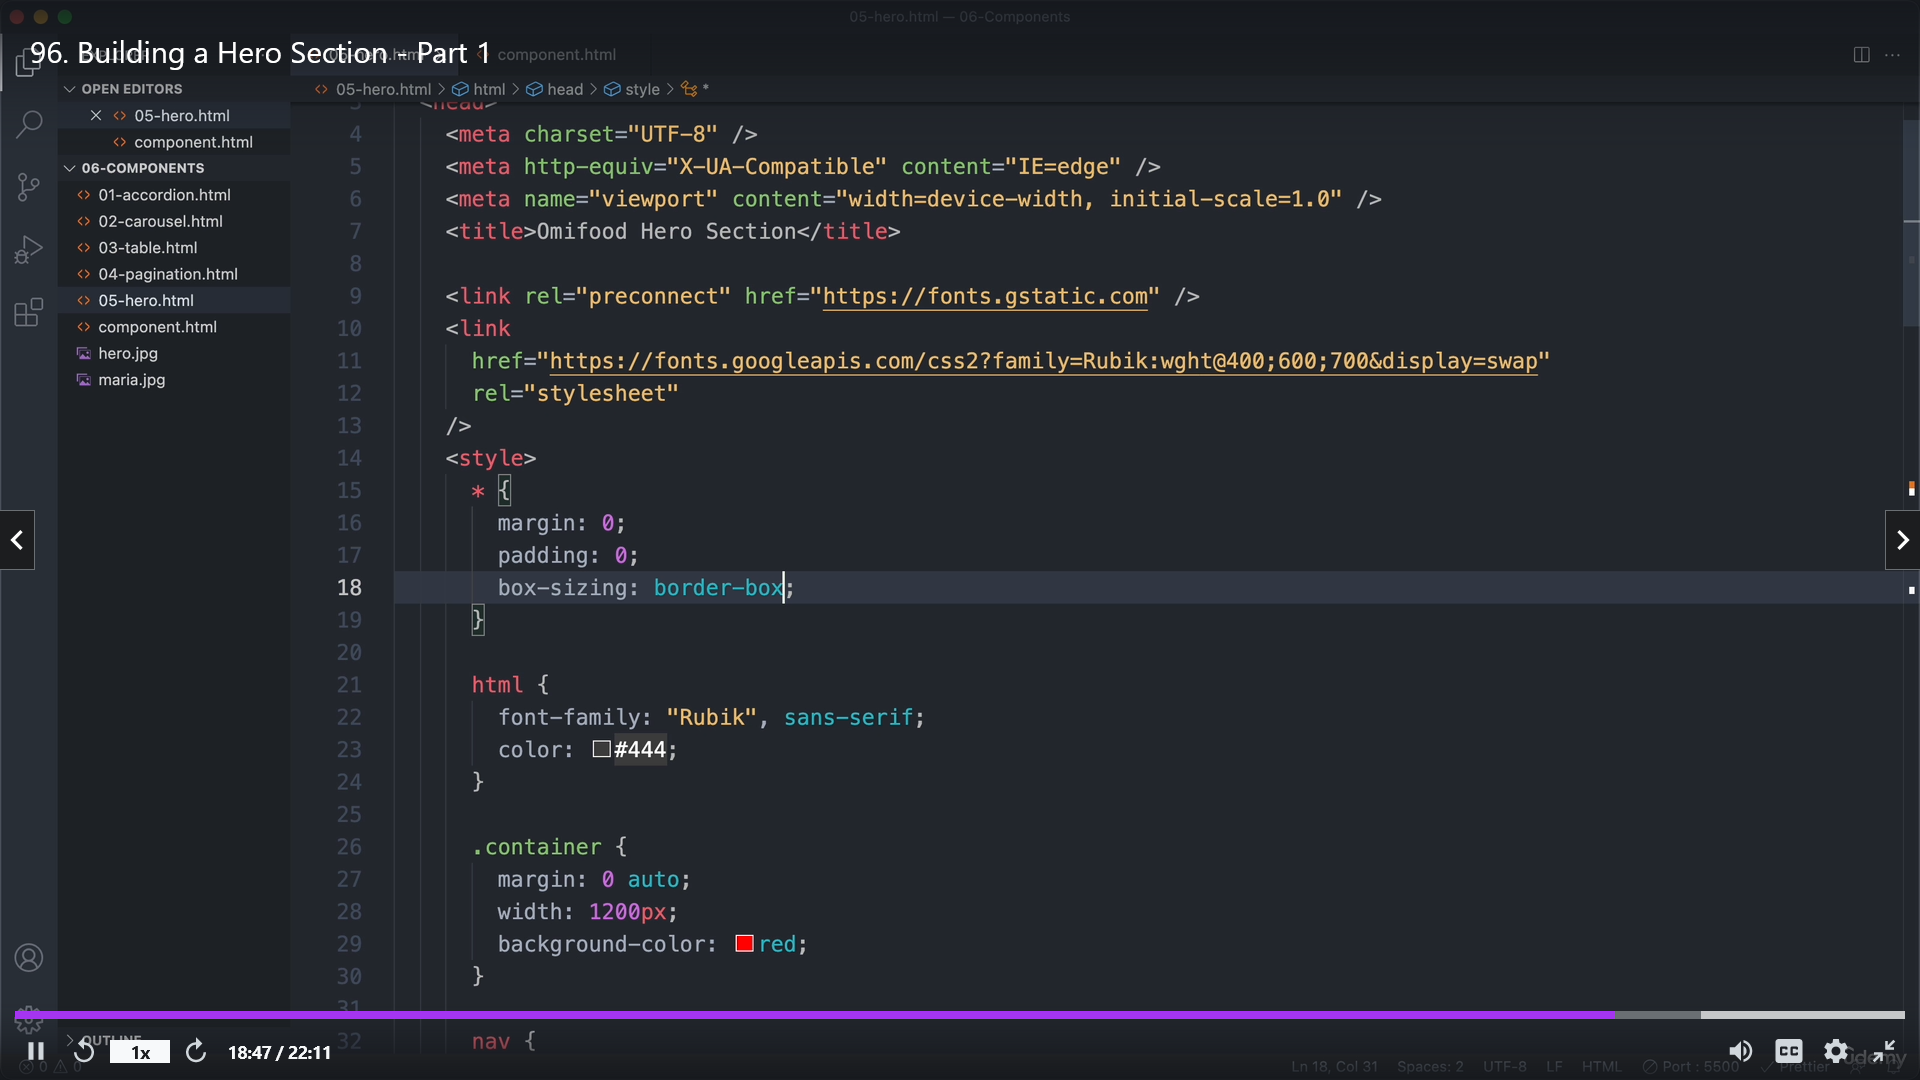 05-hero.html — 06-Components
96. Building a Hero Section - Part 1
component.html
OPEN EDITORS
05-hero.html > html > head > style > *
05-hero.html
component.html
06-COMPONENTS
01-accordion.html
02-carousel.html
03-table.html
04-pagination.html
05-hero.html
component.html
hero.jpg
maria.jpg
3 <head>
4 <meta charset="UTF-8" />
5 <meta http-equiv="X-UA-Compatible" content="IE=edge" />
6 <meta name="viewport" content="width=device-width, initial-scale=1.0" />
7 <title>Omifood Hero Section</title>
8
9 <link rel="preconnect" href="https://fonts.gstatic.com" />
10 <link
11 href="https://fonts.googleapis.com/css2?family=Rubik:wght@400;600;700&display=swap"
12 rel="stylesheet"
13 />
14 <style>
15 * {
16 margin: 0;
17 padding: 0;
18 box-sizing: border-box;
19 }
20
21 html {
22 font-family: "Rubik", sans-serif;
23 color: #444;
24 }
25
26 .container {
27 margin: 0 auto;
28 width: 1200px;
29 background-color: red;
30 }
31
32 nav {
OUTLINE
1x
18:47 / 22:11
CC
0 0
Ln 18, Col 31 Spaces: 2 UTF-8 LF HTML Port : 5500 Prettier
udemy